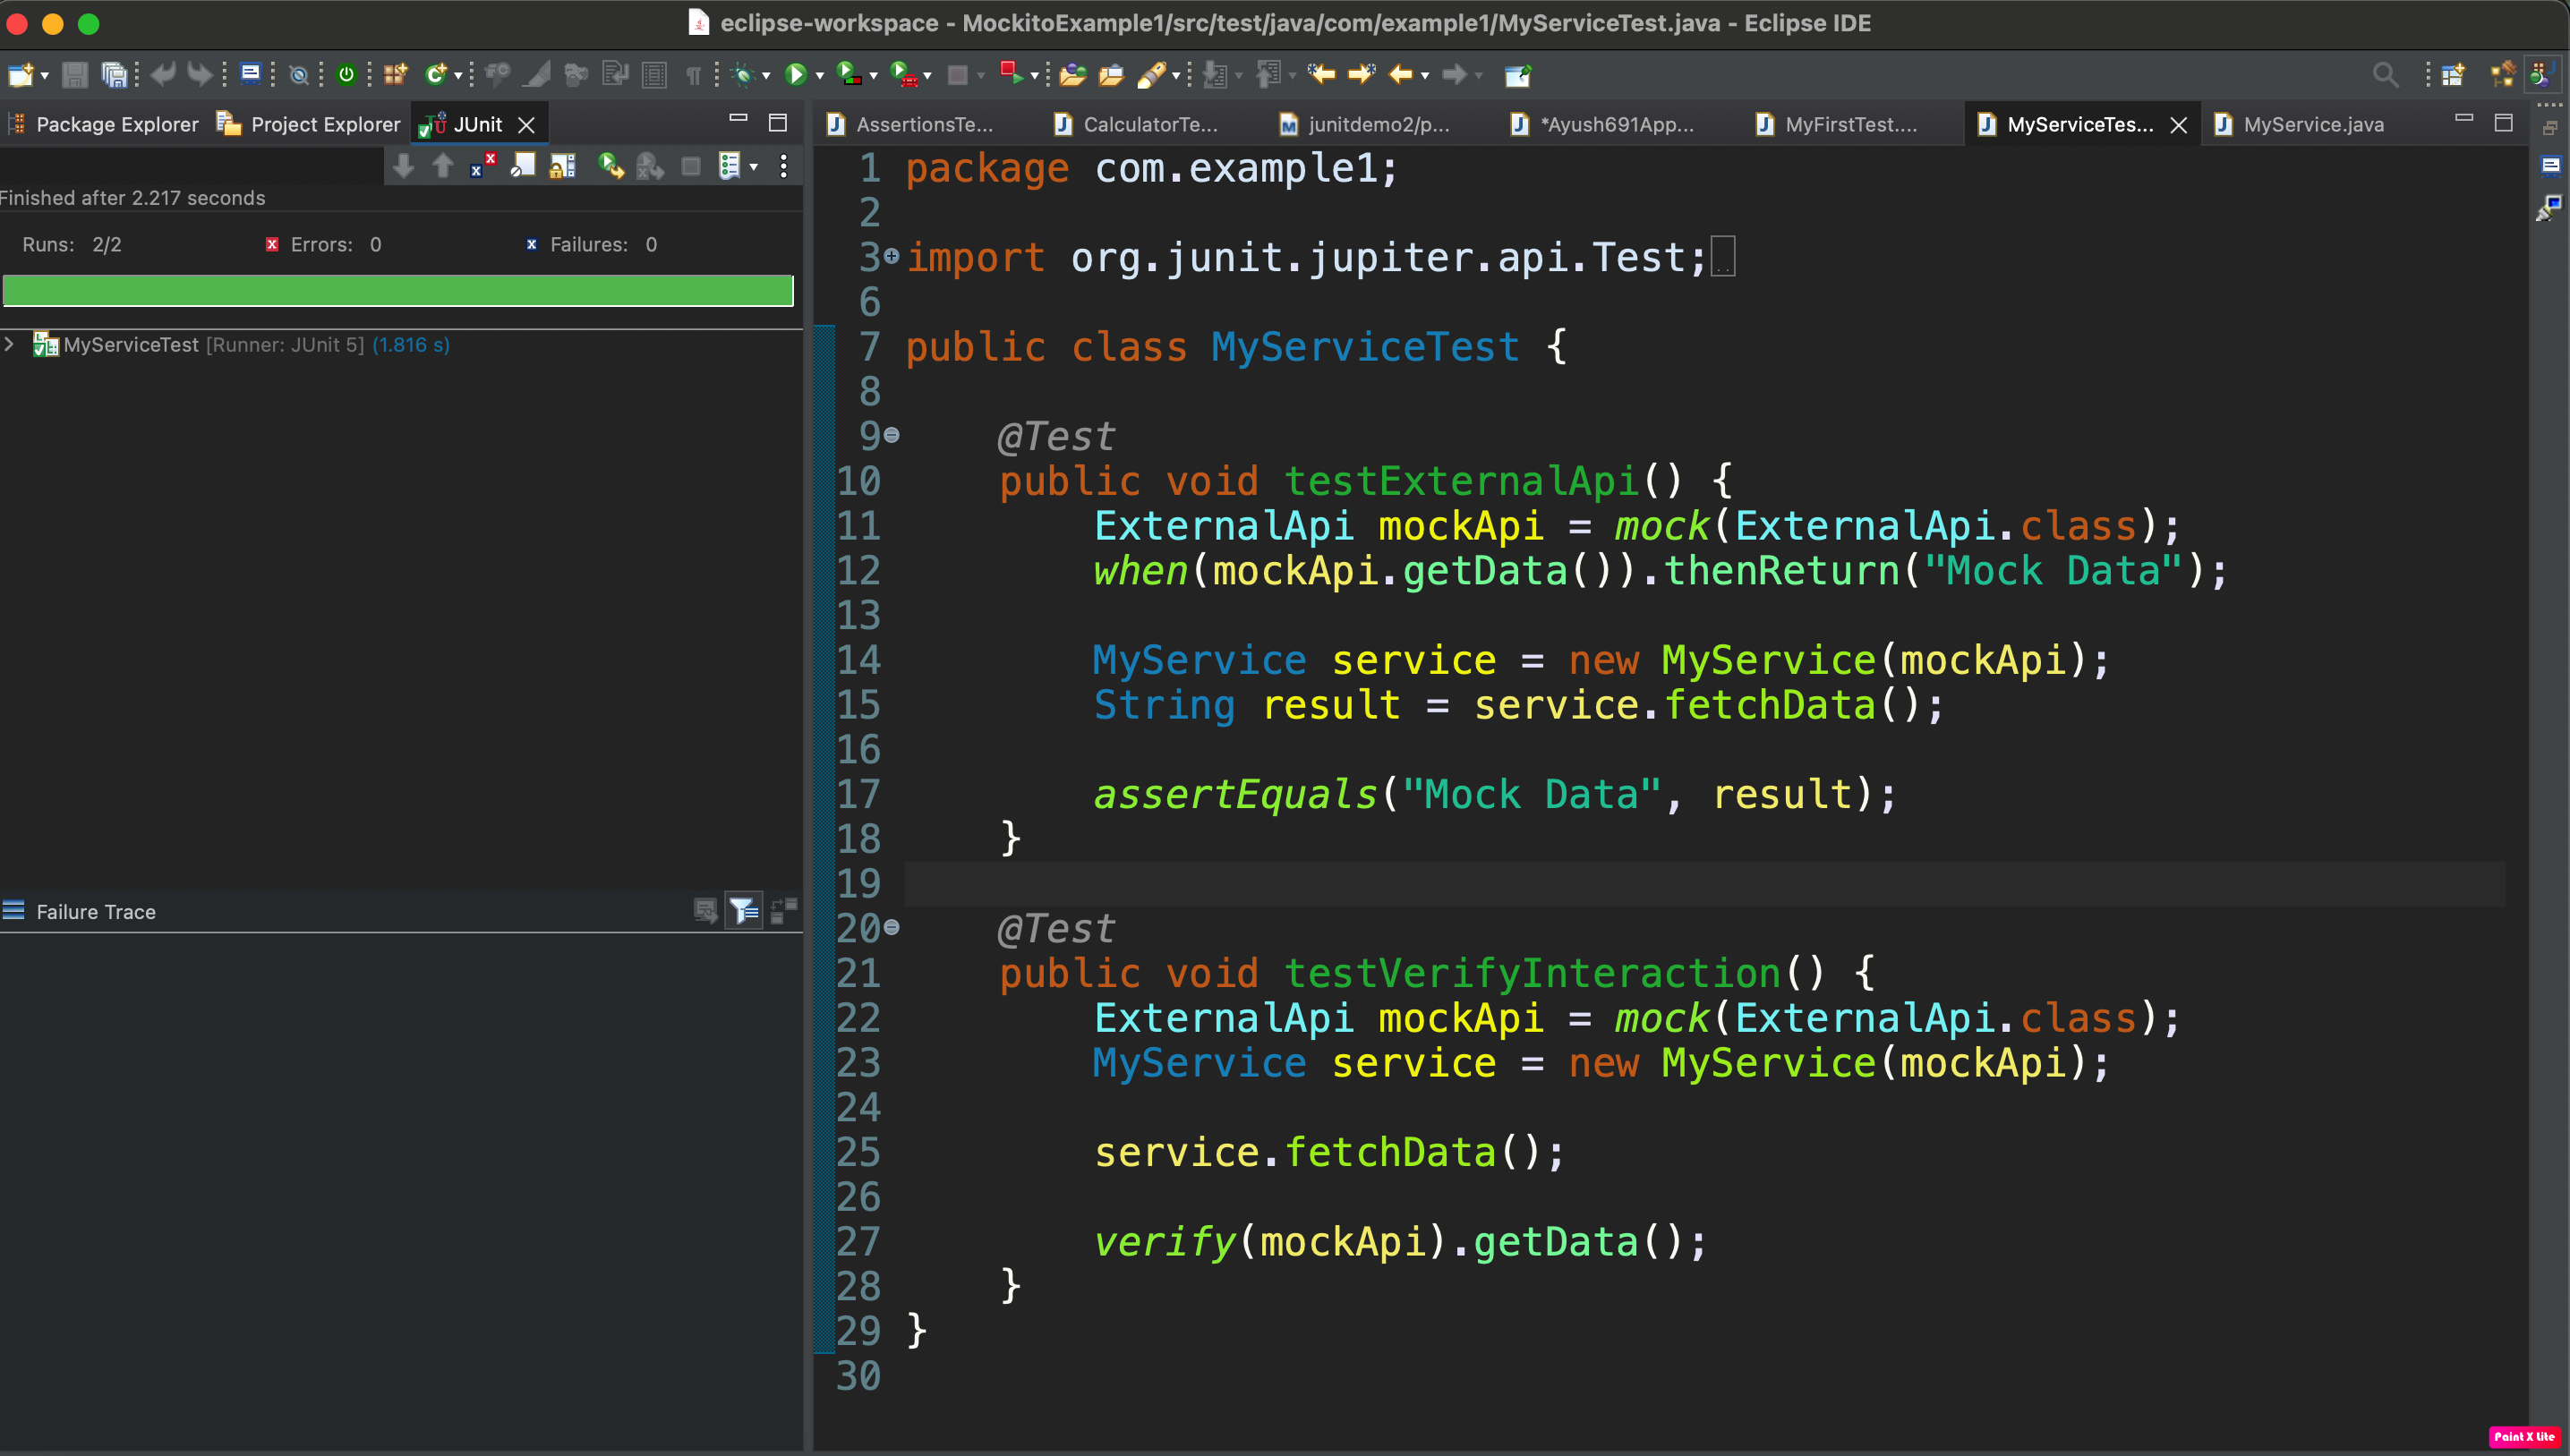 eclipse-workspace - MockitoExample1/src/test/java/com/example1/MyServiceTest.java - Eclipse IDE
Package Explorer
Project Explorer
JUnit
Finished after 2.217 seconds
Runs: 2/2
Errors: 0
Failures: 0
MyServiceTest [Runner: JUnit 5] (1.816 s)
Failure Trace
AssertionsTe...
CalculatorTe...
junitdemo2/p...
*Ayush691App...
MyFirstTest....
MyServiceTes...
MyService.java
1 package com.example1;
2
3 import org.junit.jupiter.api.Test;
6
7 public class MyServiceTest {
8
9     @Test
10     public void testExternalApi() {
11         ExternalApi mockApi = mock(ExternalApi.class);
12         when(mockApi.getData()).thenReturn("Mock Data");
13
14         MyService service = new MyService(mockApi);
15         String result = service.fetchData();
16
17         assertEquals("Mock Data", result);
18     }
19
20     @Test
21     public void testVerifyInteraction() {
22         ExternalApi mockApi = mock(ExternalApi.class);
23         MyService service = new MyService(mockApi);
24
25         service.fetchData();
26
27         verify(mockApi).getData();
28     }
29 }
30
Paint X Lite